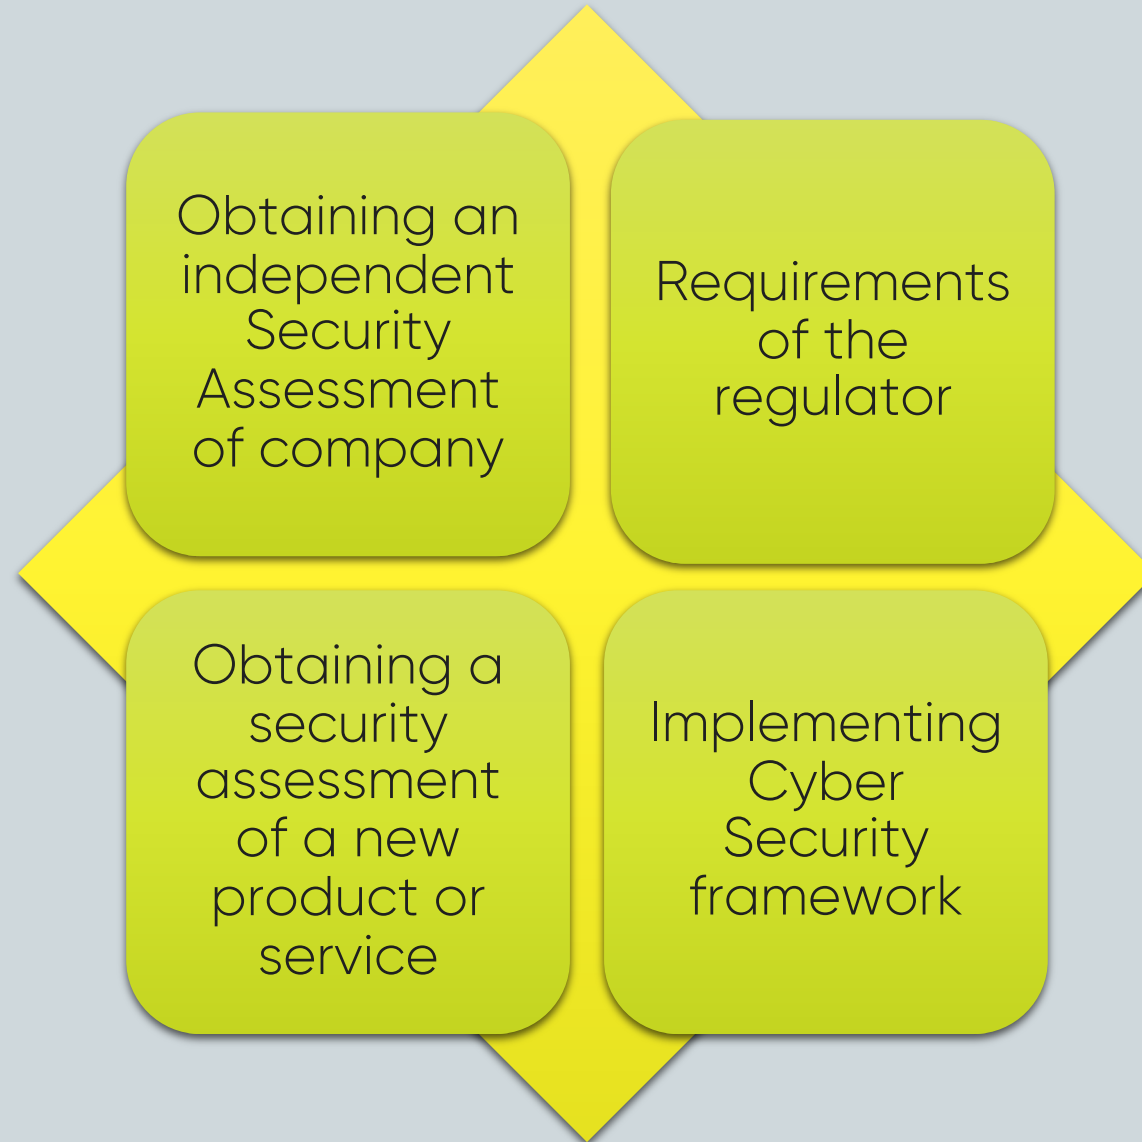 Obtaining an
independent
Security
Assessment
of company
Requirements
of the
regulator
Obtaining a
security
assessment
of a new
product or
service
Implementing
Cyber
Security
framework